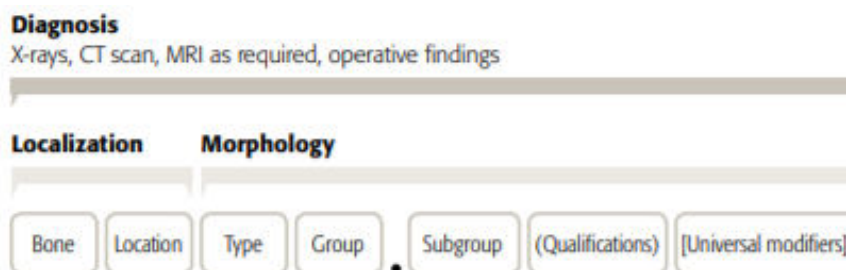 Diagnosis
X-rays, CT scan, MRI as required, operative findings
Localization Morphology
Bone Location Type Group . Subgroup (Qualifications) [Universal modifiers]